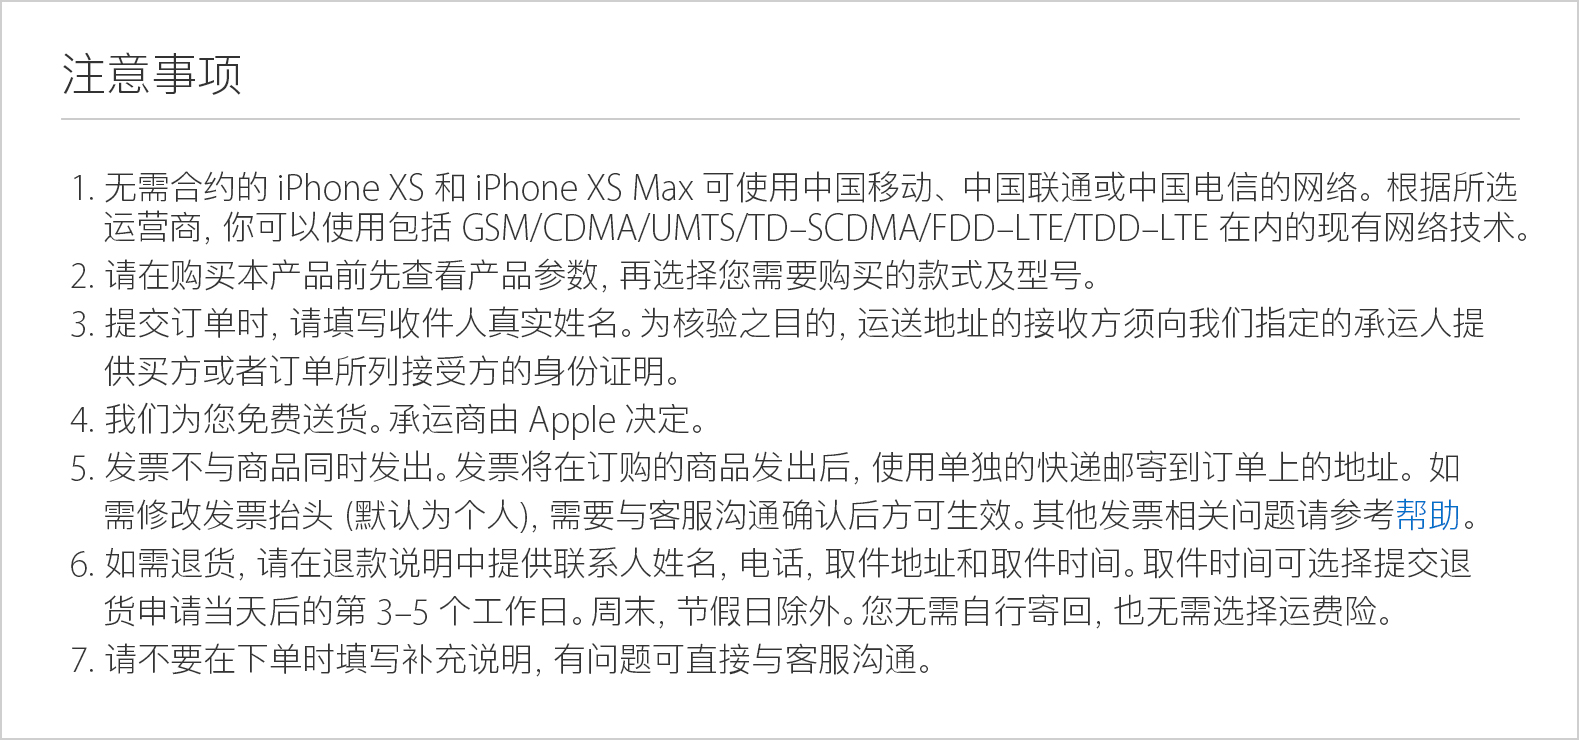 注意事项
1. 无需合约的 iPhone XS 和 iPhone XS Max 可使用中国移动、中国联通或中国电信的网络。根据所选
运营商, 你可以使用包括 GSM/CDMA/UMTS/TD–SCDMA/FDD–LTE/TDD–LTE 在内的现有网络技术。
2. 请在购买本产品前先查看产品参数, 再选择您需要购买的款式及型号。
3. 提交订单时, 请填写收件人真实姓名。为核验之目的, 运送地址的接收方须向我们指定的承运人提
供买方或者订单所列接受方的身份证明。
4. 我们为您免费送货。承运商由 Apple 决定。
5. 发票不与商品同时发出。发票将在订购的商品发出后, 使用单独的快递邮寄到订单上的地址。如
需修改发票抬头 (默认为个人), 需要与客服沟通确认后方可生效。其他发票相关问题请参考帮助。
6. 如需退货, 请在退款说明中提供联系人姓名, 电话, 取件地址和取件时间。取件时间可选择提交退
货申请当天后的第 3–5 个工作日。周末, 节假日除外。您无需自行寄回, 也无需选择运费险。
7. 请不要在下单时填写补充说明, 有问题可直接与客服沟通。